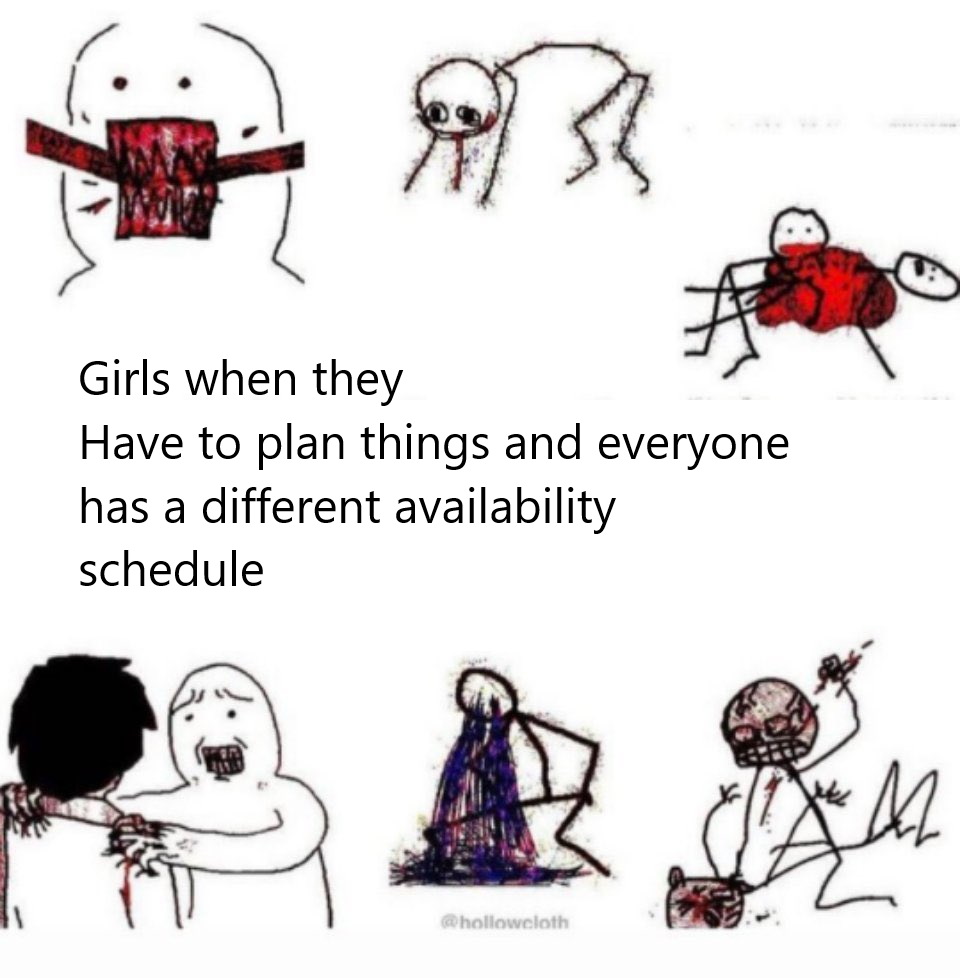 Girls when they
Have to plan things and everyone
has a different availability
schedule
@hollowcloth